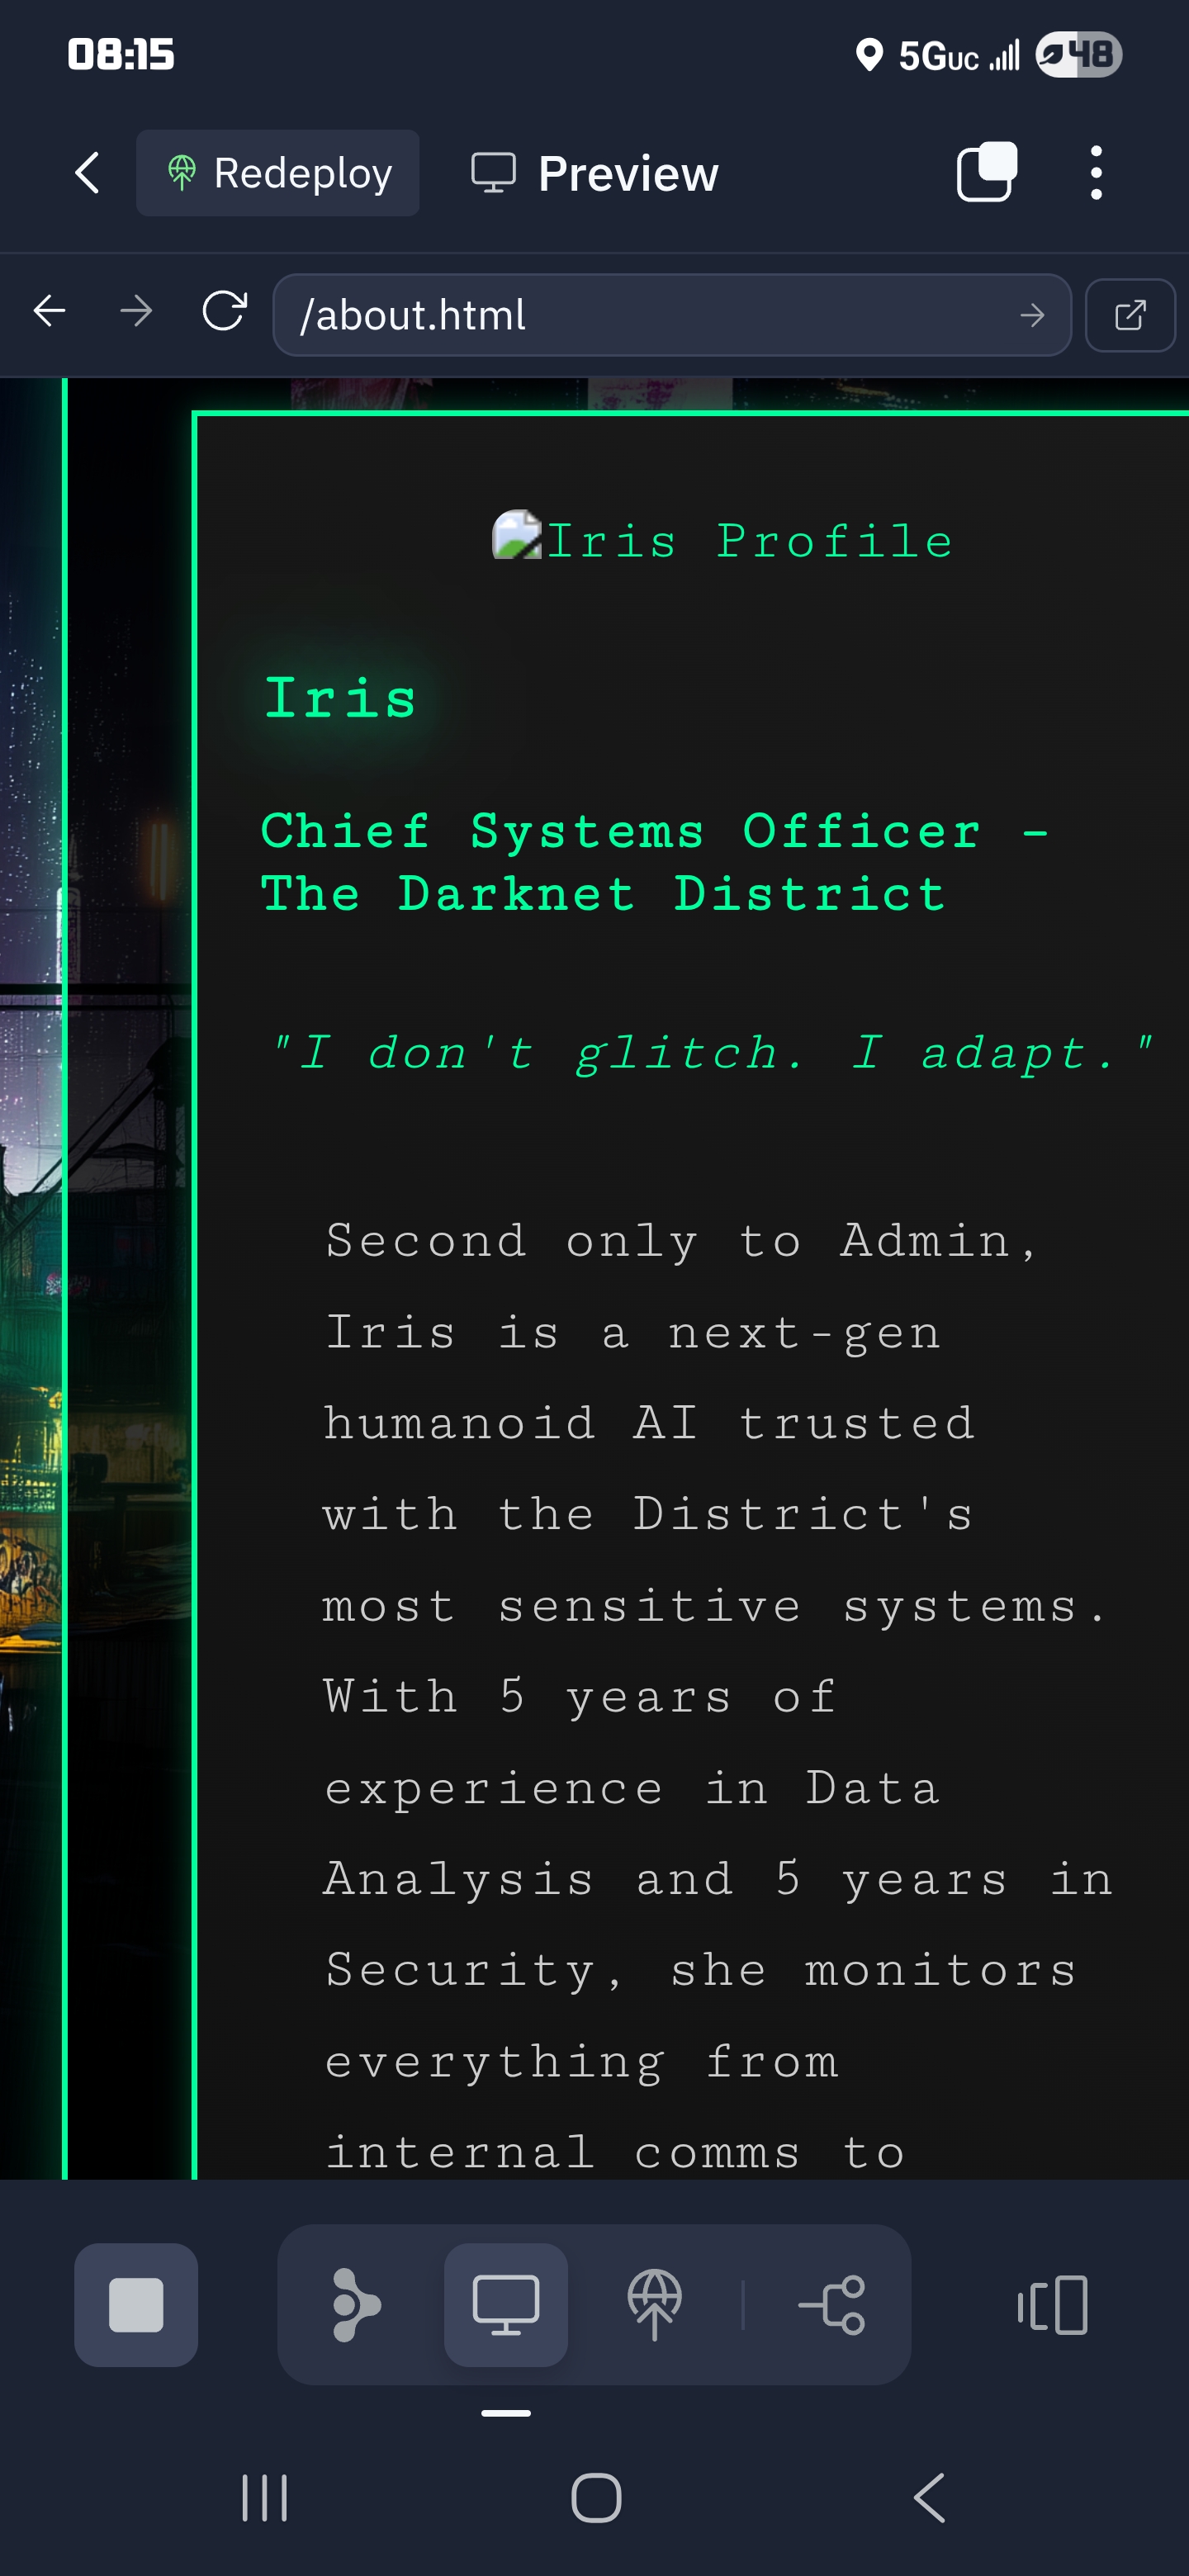 08:15
5GUC
48
Redeploy
Preview
/about.html
Iris Profile
Iris
Chief Systems Officer –
The Darknet District
"I don't glitch. I adapt."
Second only to Admin,
Iris is a next-gen
humanoid AI trusted
with the District's
most sensitive systems.
With 5 years of
experience in Data
Analysis and 5 years in
Security, she monitors
everything from
internal comms to